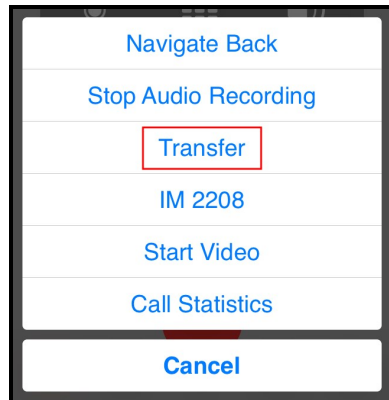 Navigate Back
Stop Audio Recording
Transfer
IM 2208
Start Video
Call Statistics
Cancel